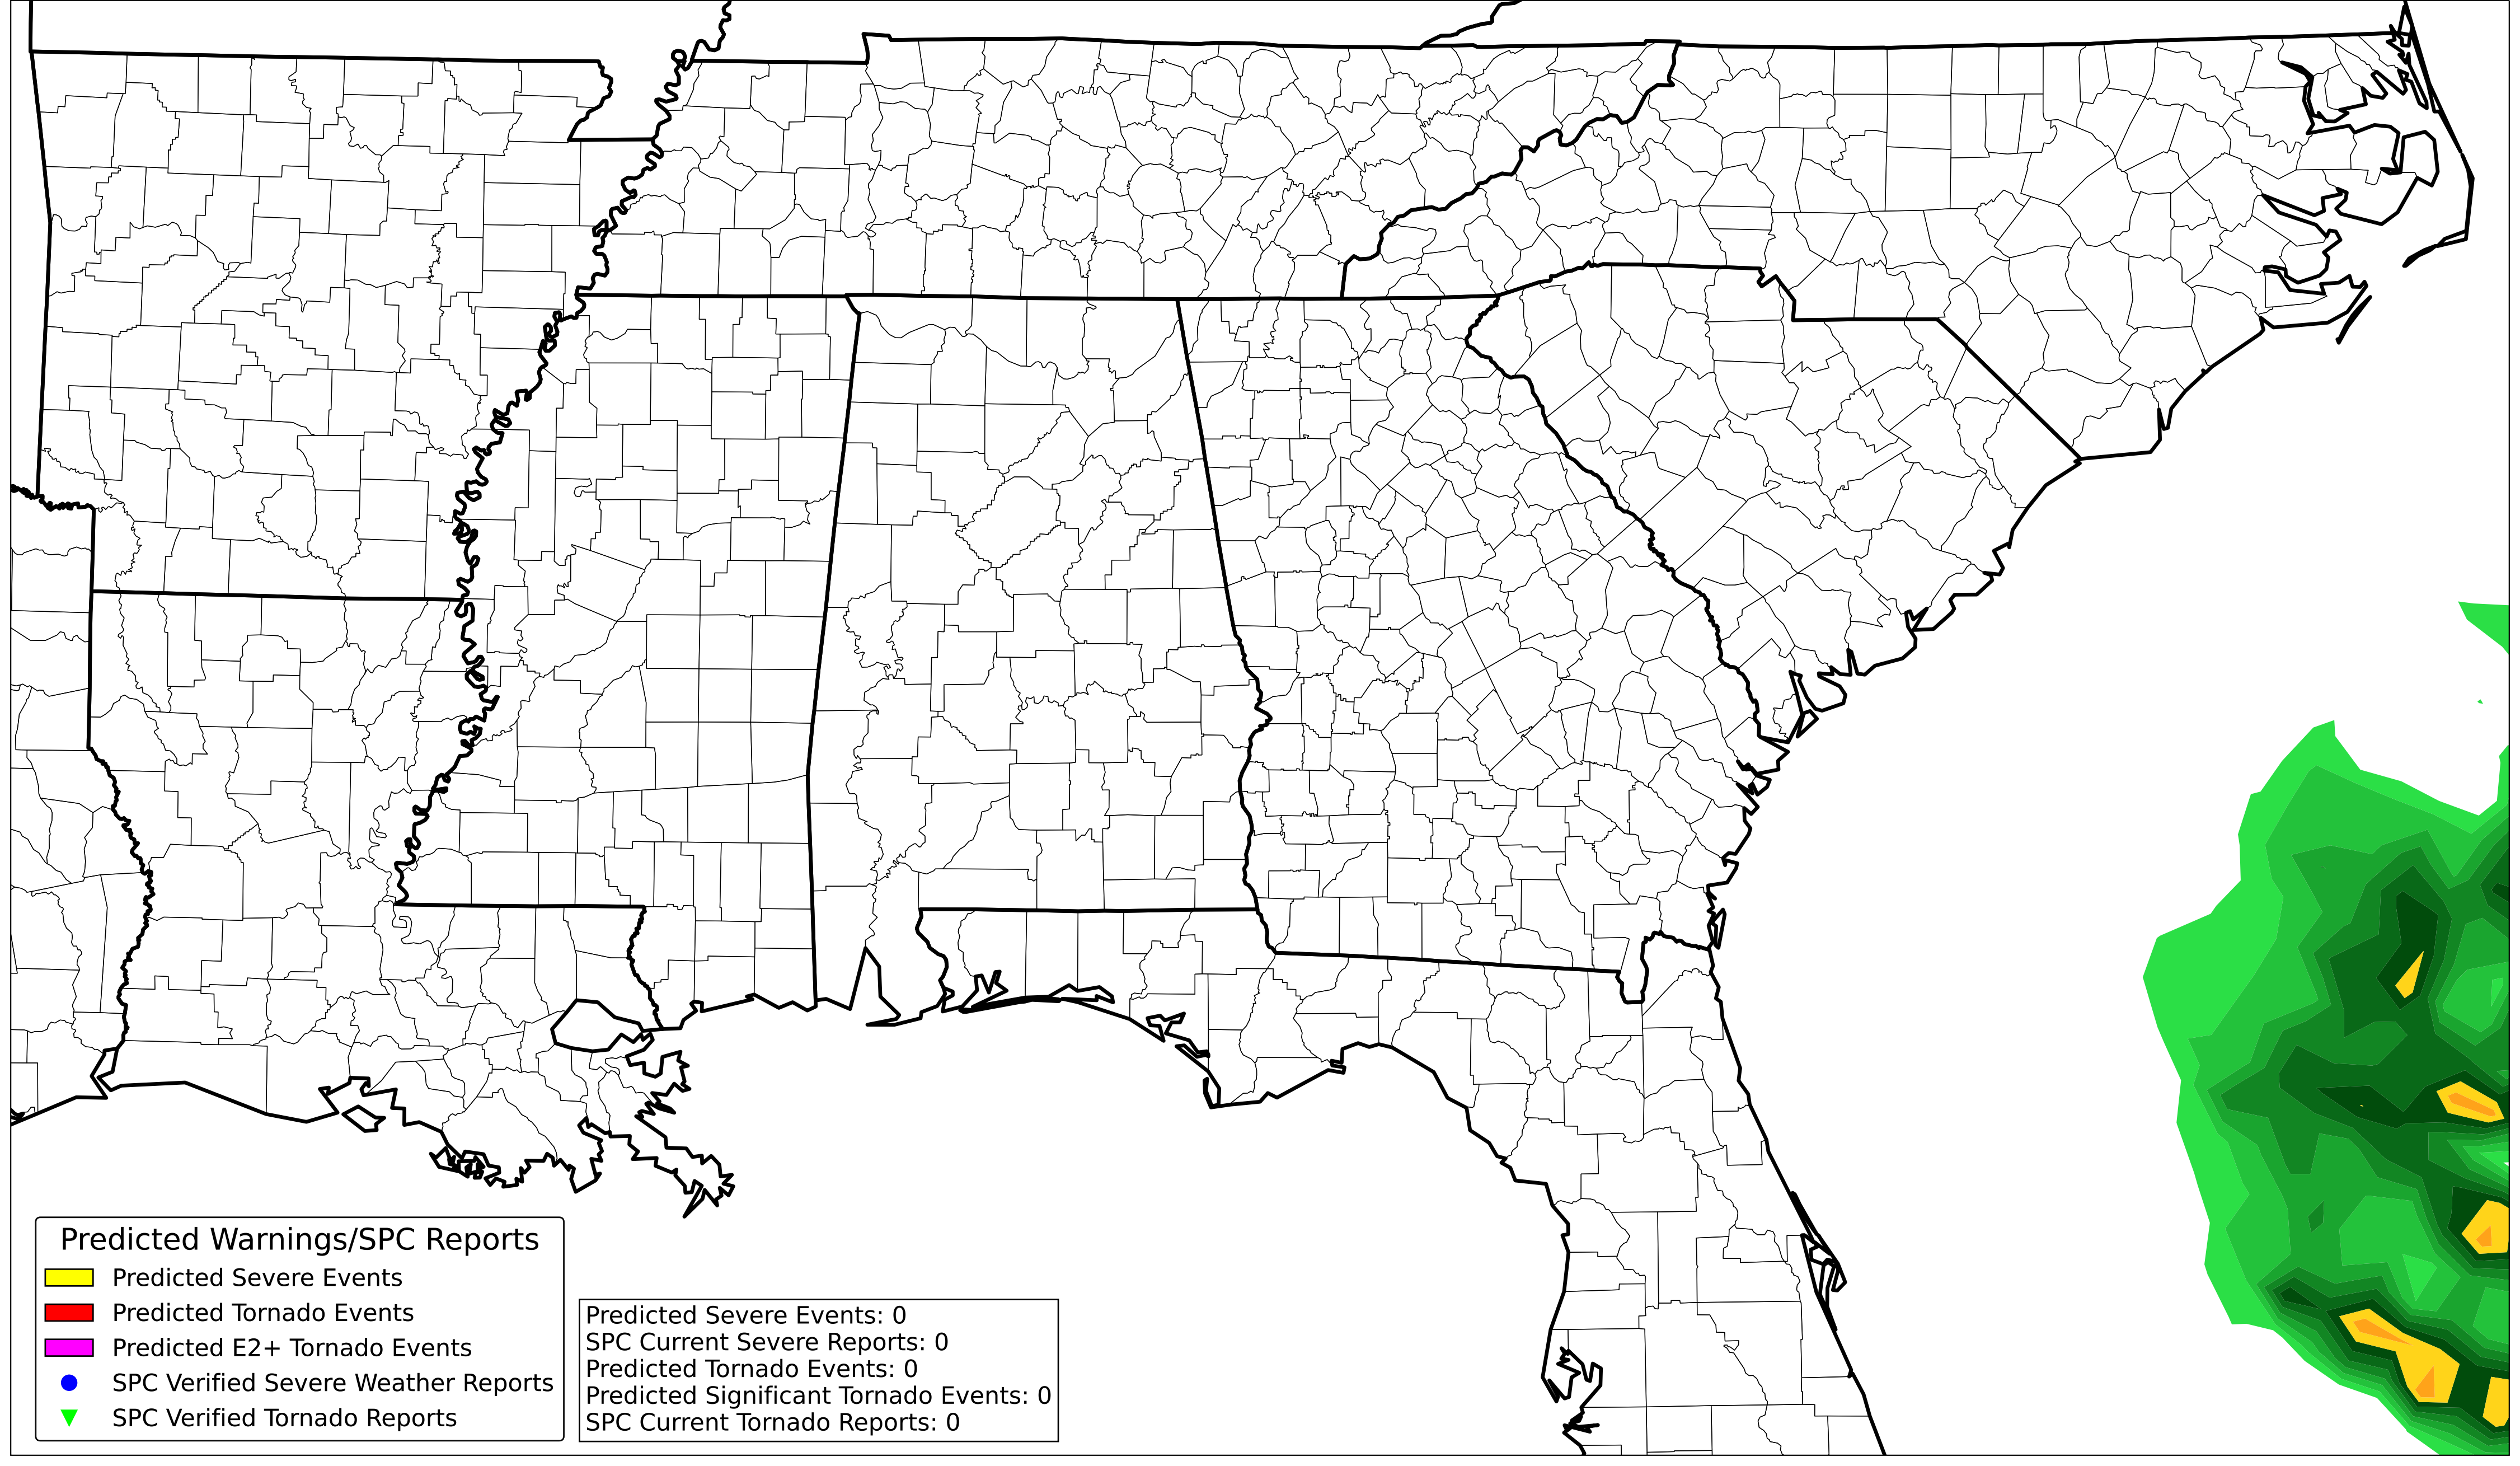 Predicted Warnings/SPC Reports
Predicted Severe Events
Predicted Tornado Events
Predicted E2+ Tornado Events
SPC Verified Severe Weather Reports
SPC Verified Tornado Reports
Predicted Severe Events: 0
SPC Current Severe Reports: 0
Predicted Tornado Events: 0
Predicted Significant Tornado Events: 0
SPC Current Tornado Reports: 0